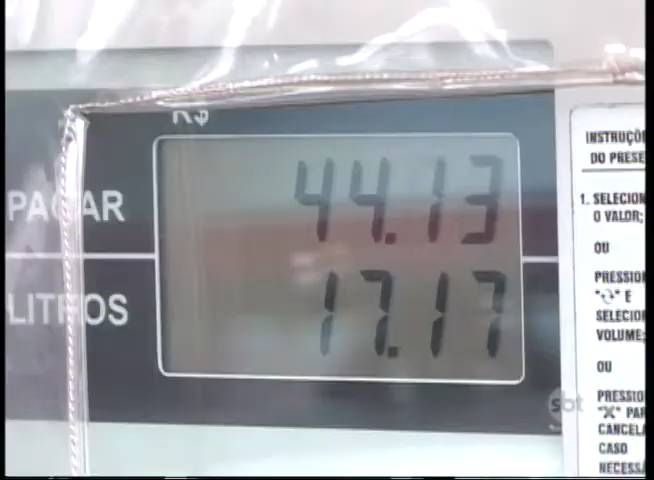 R$
PAGAR
44.13
LITROS
17.17
INSTRUÇÕ
DO PRESE
1. SELECION
O VALOR;
OU
PRESSIO
E
SELECIO
VOLUME;
OU
PRESSIO
"X" PAR
CANCELA
CASO
NECESSÁ
sbt